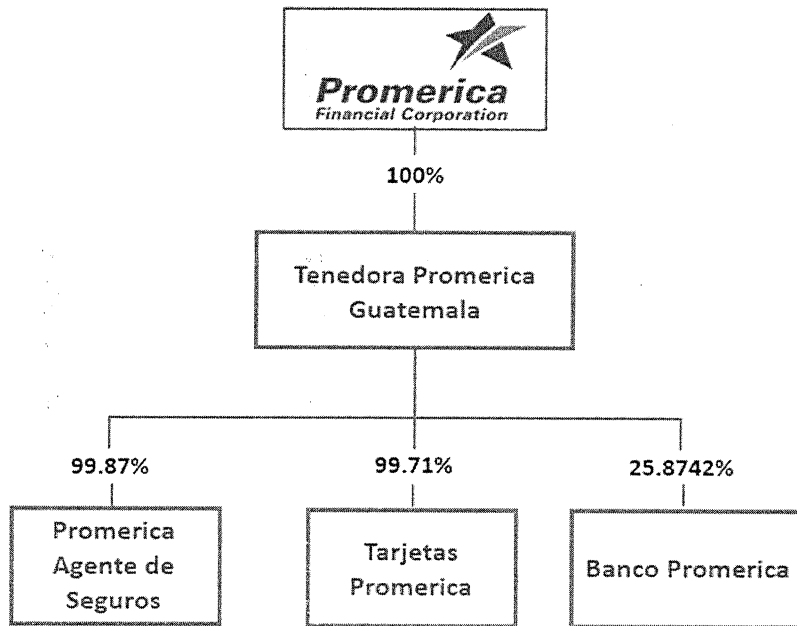 Promerica
Financial Corporation
100%
Tenedora Promerica
Guatemala
99.87%
99.71%
25.8742%
Promerica
Agente de
Seguros
Tarjetas
Promerica
Banco Promerica